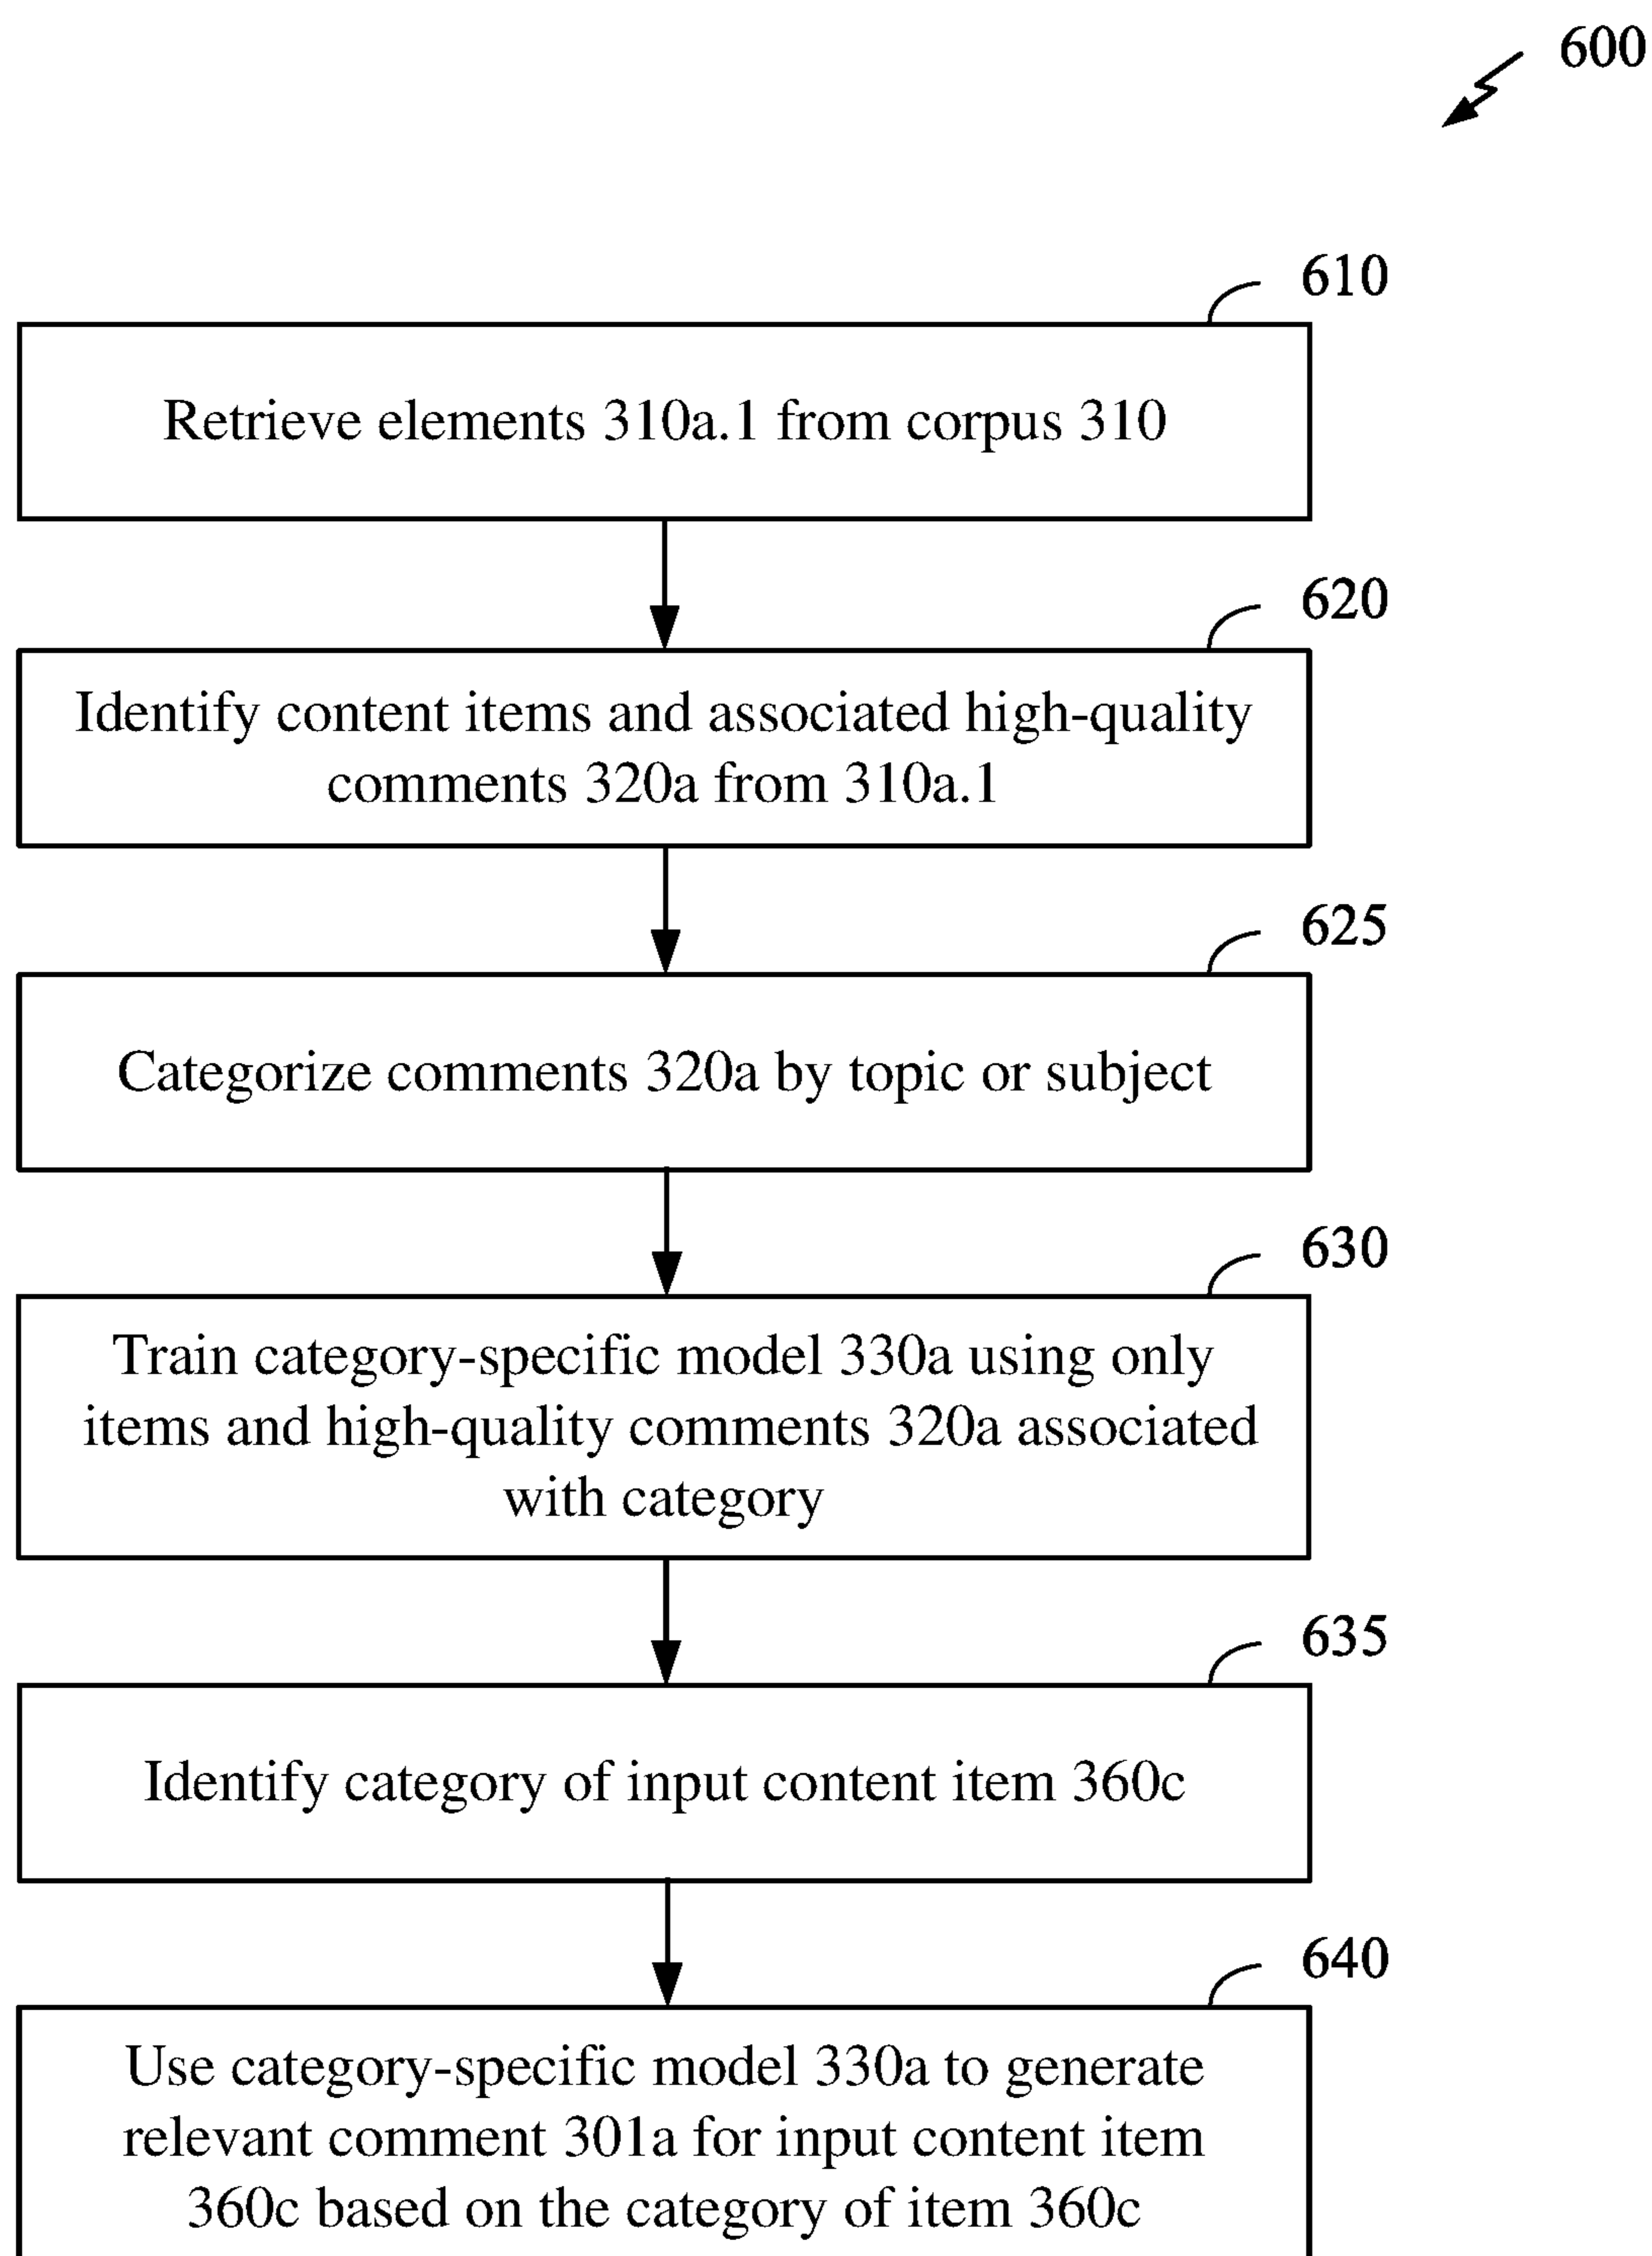 600
610
Retrieve elements 310a.1 from corpus 310
620
Identify content items and associated high-quality
comments 320a from 310a.1
625
Categorize comments 320a by topic or subject
630
Train category-specific model 330a using only
items and high-quality comments 320a associated
with category
635
Identify category of input content item 360c
640
Use category-specific model 330a to generate
relevant comment 301a for input content item
360c based on the category of item 360c